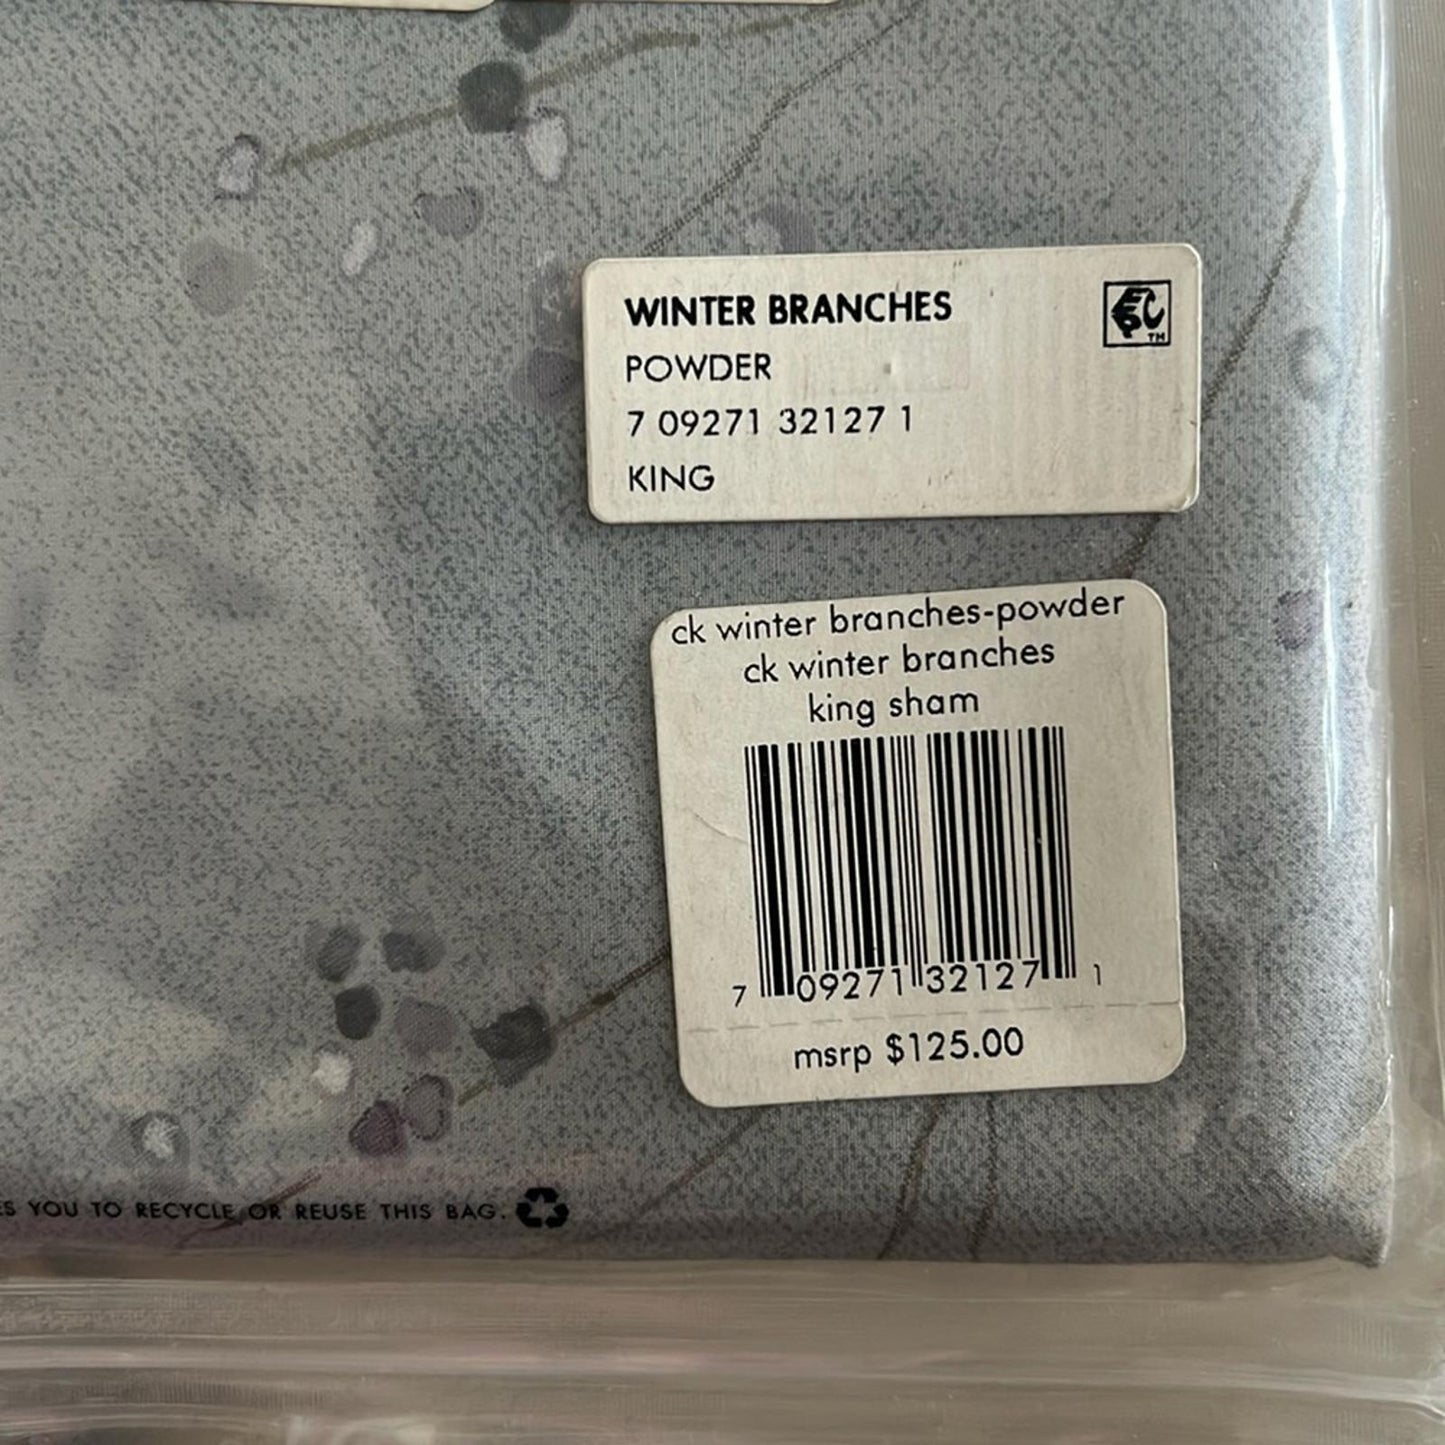 WINTER BRANCHES
POWDER
7 09271 32127 1
KING
TM
ck winter branches-powder
ck winter branches
king sham
7 09271 32127 1
msrp $125.00
YOU TO RECYCLE OR REUSE THIS BAG.